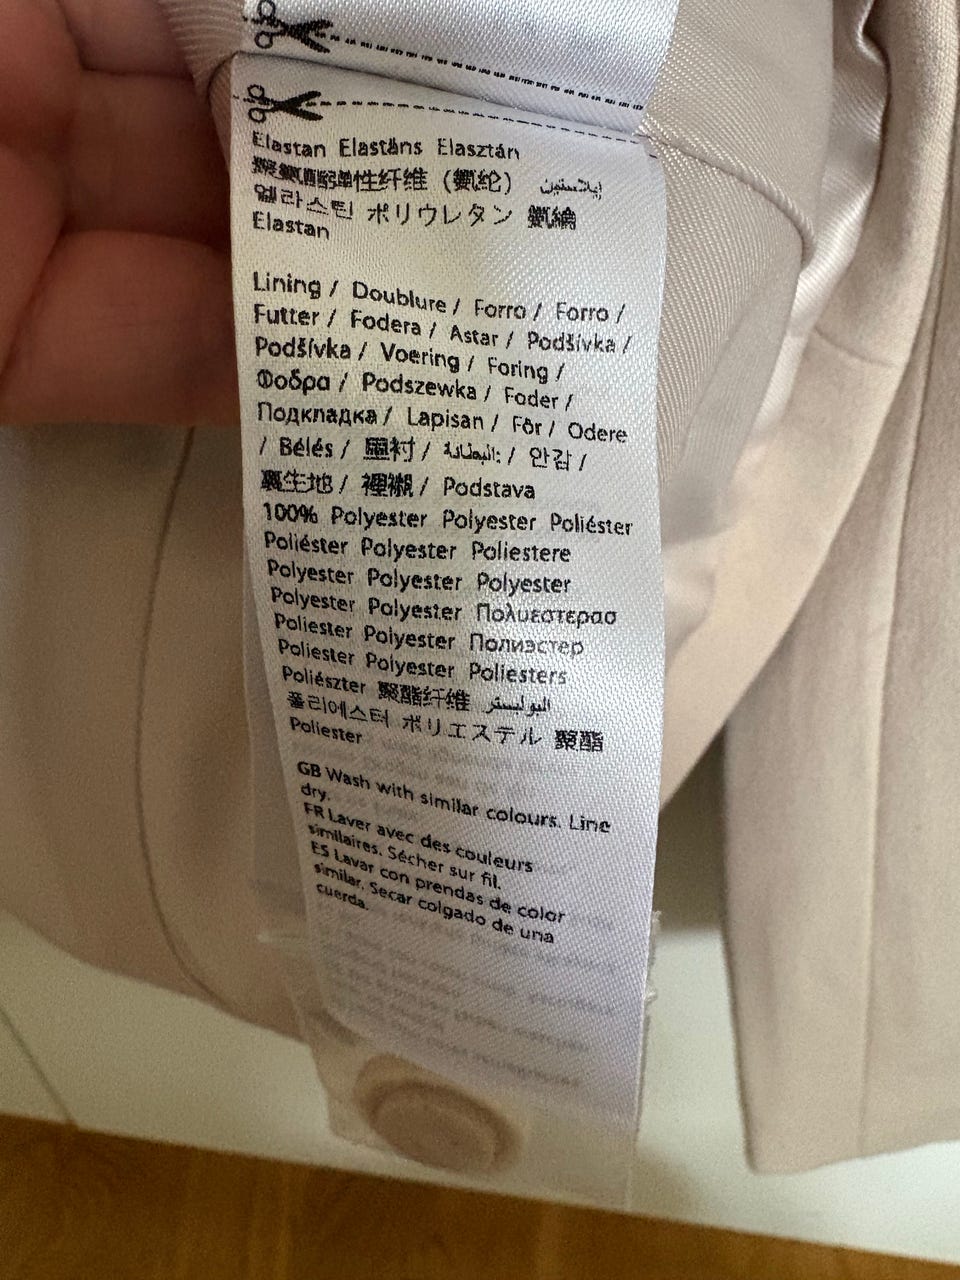 Elastan Elastāns Elasztán
聚氨酯弹性纤维（氨纶） إيلاستين
엘라스틴 ポリウレタン 氨綸
Elastan
Lining / Doublure / Forro / Forro /
Futter / Fodera / Astar / Podšívka /
Podšívka / Voering / Foring /
Φοδρα / Podszewka / Foder /
Подкладка / Lapisan / Fôr / Odere
/ Bélés / 里衬 / البطانة: / 안감 /
裏生地 / 裡襯 / Podstava
100% Polyester Polyester Poliéster
Poliéster Polyester Poliestere
Polyester Polyester Polyester
Polyester Polyester Πολυεστερασ
Poliester Polyester Полиэстер
Poliester Polyester Poliesters
Poliészter 聚酯纤维 البوليستر
폴리에스터 ポリエステル 聚酯
Poliester
GB Wash with similar colours. Line
dry.
FR Laver avec des couleurs
similaires. Sécher sur fil.
ES Lavar con prendas de color
similar. Secar colgado de una
cuerda.